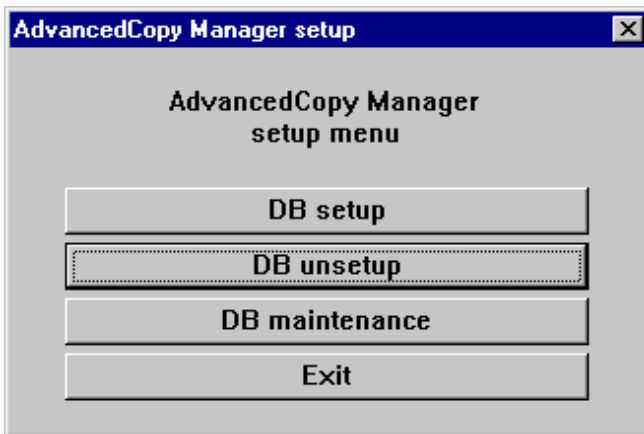 AdvancedCopy Manager setup
AdvancedCopy Manager
setup menu
DB setup
DB unsetup
DB maintenance
Exit